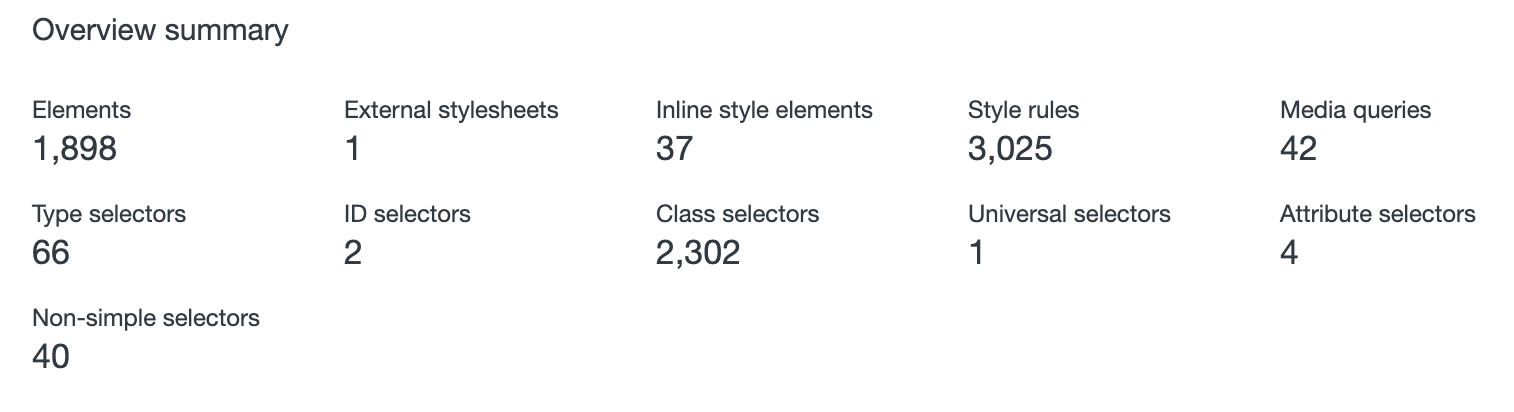 Overview summary
Elements External stylesheets Inline style elements Style rules Media queries
1,898 1 37 3,025 42
Type selectors ID selectors Class selectors Universal selectors Attribute selectors
66 2 2,302 1 4
Non-simple selectors
40